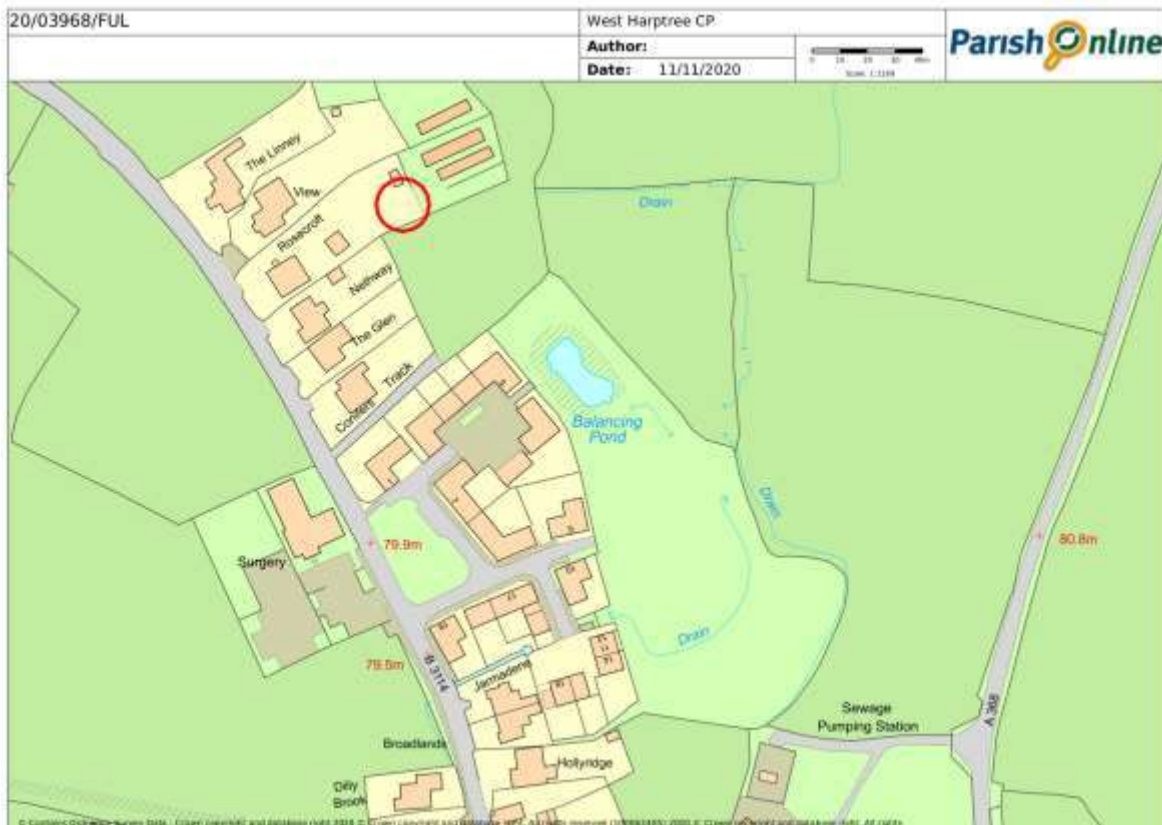 20/03968/FUL
West Harptree CP
Author:
Date: 11/11/2020
Parish Online
The Linney
View
Rosecroft
Nethway
The Glen
Track
Conifers
Drain
Balancing
Pond
Drain
Surgery
79.9m
80.8m
79.5m
B 3114
Drain
Jarmadene
Broadlands
Hollyridge
Dilly
Brook
Sewage
Pumping Station
A 368